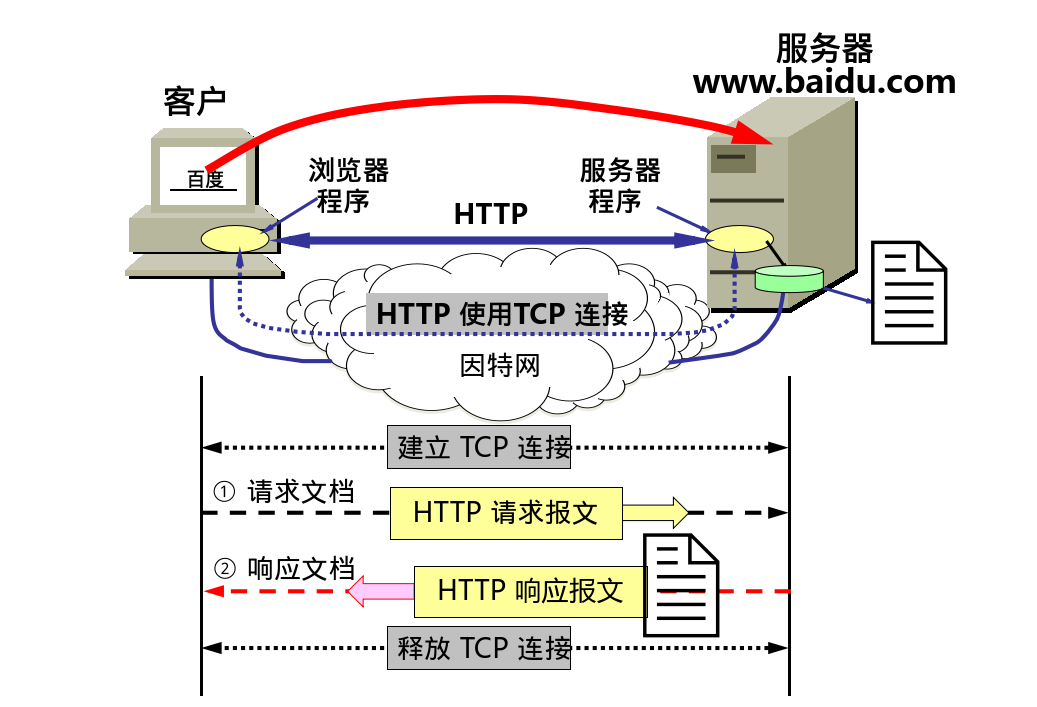 服务器
www.baidu.com
客户
百度
浏览器
程序
服务器
程序
HTTP
HTTP 使用TCP 连接
因特网
建立 TCP 连接
① 请求文档
HTTP 请求报文
② 响应文档
HTTP 响应报文
释放 TCP 连接